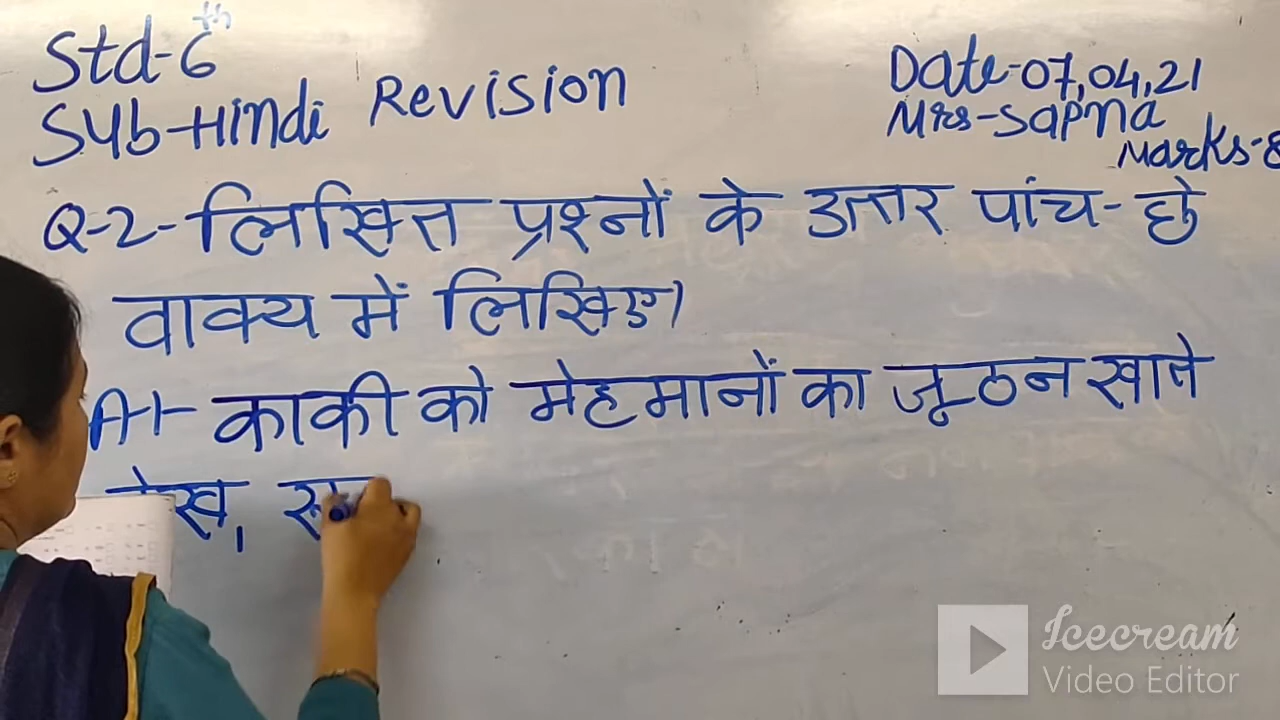 Std-6th
Sub-Hindi Revision
Date-07,04,21
Mrs-Sapna
Marks-8
Q-2-लिखित्त प्रश्नों के उत्तर पांच-छे
वाक्य में लिखिए।
A-1- काकी को मेहमानों का जूठन खाते
देख,
Icecream
Video Editor